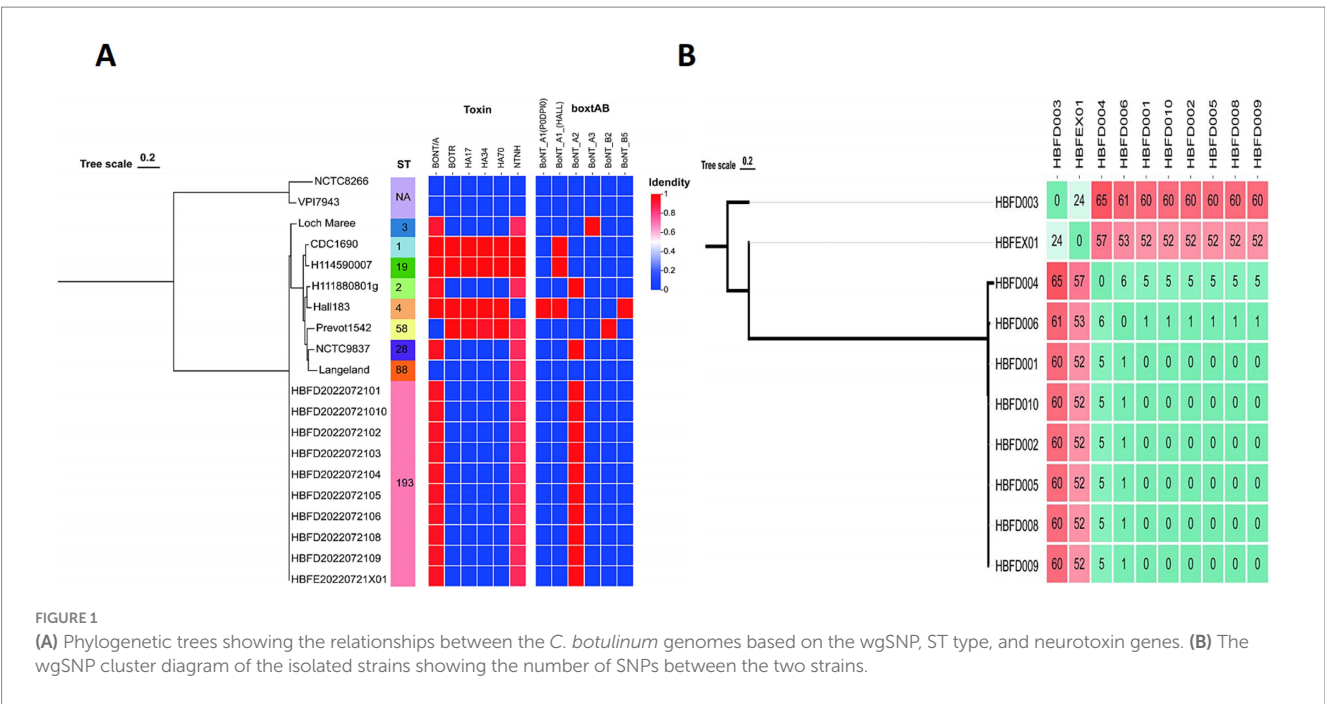 A
B
Toxin
boxtAB
Tree scale 0.2
ST
BONT/A
BOTR
HA17
HA34
HA70
NTNH
BoNT_A1(P0DPI0)
BoNT_A1_(HALL)
BoNT_A2
BoNT_A3
BoNT_B2
BoNT_B5
Idendity
1
0.8
0.6
0.4
0.2
0
NCTC8266
VPI7943
NA
Loch Maree 3
CDC1690 1
H114590007 19
H111880801g 2
Hall183 4
Prevot1542 58
NCTC9837 28
Langeland 88
HBFD2022072101
HBFD20220721010
HBFD2022072102
HBFD2022072103
HBFD2022072104
193
HBFD2022072105
HBFD2022072106
HBFD2022072108
HBFD2022072109
HBFE20220721X01
Tree scale 0.2
HBFD003
HBFEX01
HBFD004
HBFD006
HBFD001
HBFD010
HBFD002
HBFD005
HBFD008
HBFD009
HBFD003 0 24 65 61 60 60 60 60 60 60
HBFEX01 24 0 57 53 52 52 52 52 52 52
HBFD004 65 57 0 6 5 5 5 5 5 5
HBFD006 61 53 6 0 1 1 1 1 1 1
HBFD001 60 52 5 1 0 0 0 0 0 0
HBFD010 60 52 5 1 0 0 0 0 0 0
HBFD002 60 52 5 1 0 0 0 0 0 0
HBFD005 60 52 5 1 0 0 0 0 0 0
HBFD008 60 52 5 1 0 0 0 0 0 0
HBFD009 60 52 5 1 0 0 0 0 0 0
FIGURE 1
(A) Phylogenetic trees showing the relationships between the C. botulinum genomes based on the wgSNP, ST type, and neurotoxin genes. (B) The
wgSNP cluster diagram of the isolated strains showing the number of SNPs between the two strains.